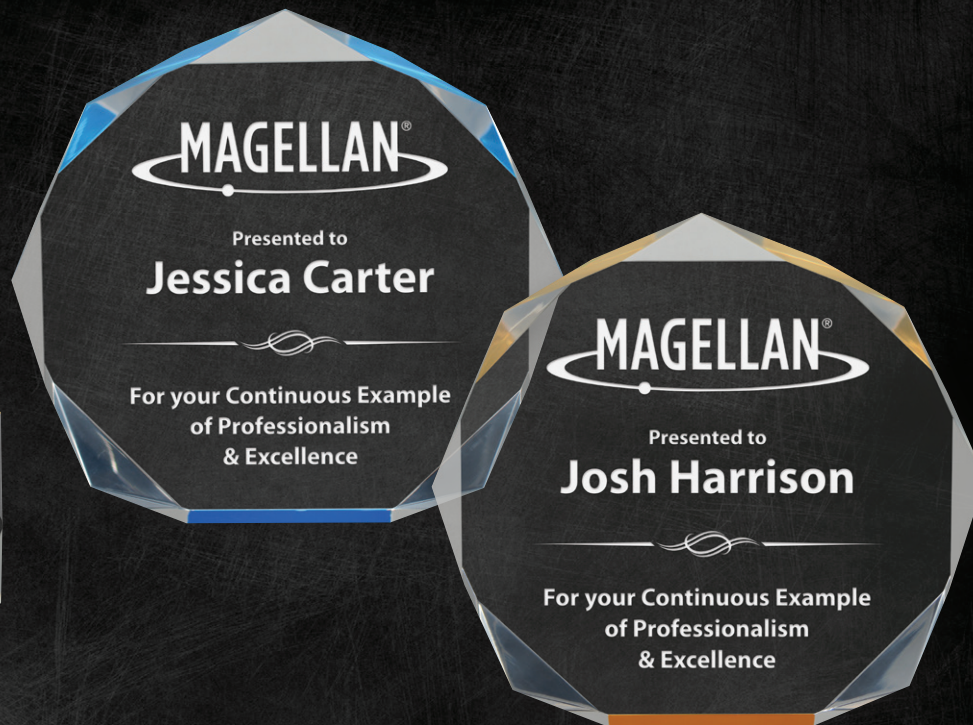 MAGELLAN®
Presented to
Jessica Carter
For your Continuous Example
of Professionalism
& Excellence
MAGELLAN®
Presented to
Josh Harrison
For your Continuous Example
of Professionalism
& Excellence